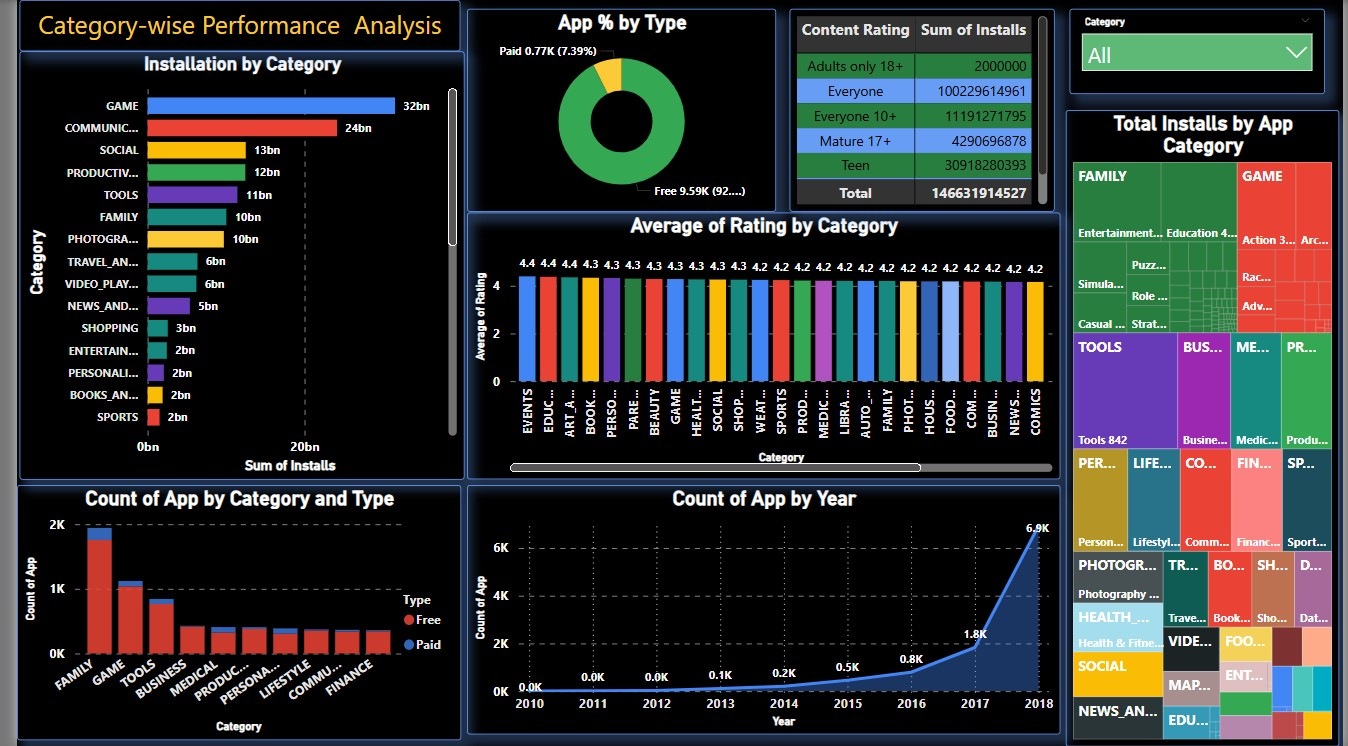 Category-wise Performance Analysis
Installation by Category
Category
GAME 32bn
COMMUNIC... 24bn
SOCIAL 13bn
PRODUCTIV... 12bn
TOOLS 11bn
FAMILY 10bn
PHOTOGRA... 10bn
TRAVEL_AN... 6bn
VIDEO_PLAY... 6bn
NEWS_AND... 5bn
SHOPPING 3bn
ENTERTAIN... 2bn
PERSONALI... 2bn
BOOKS_AN... 2bn
SPORTS 2bn
0bn 20bn
Sum of Installs
App % by Type
Paid 0.77K (7.39%)
Free 9.59K (92....)
Content Rating Sum of Installs
Adults only 18+ 2000000
Everyone 100229614961
Everyone 10+ 11191271795
Mature 17+ 4290696878
Teen 30918280393
Total 146631914527
Category
All
Average of Rating by Category
Average of Rating
4.4 4.4 4.4 4.3 4.3 4.3 4.3 4.3 4.3 4.3 4.3 4.2 4.2 4.2 4.2 4.2 4.2 4.2 4.2 4.2 4.2 4.2 4.2 4.2 4.2
4
2
0
EVENTS EDUC... ART_A... BOOK... PERSO... PARE... BEAUTY GAME HEALT... SOCIAL SHOP... WEAT... SPORTS PROD... MEDIC... LIBRA... AUTO_... FAMILY PHOT... HOUS... FOOD... COM... BUSIN... NEWS... COMICS
Category
Total Installs by App
Category
FAMILY GAME
Entertainment... Education 4... Action 3... Arc...
Puzz... Rac...
Simula... Role ... Adv...
Casual ... Strat...
TOOLS BUS... ME... PR...
Tools 842 Busine... Medic... Produ...
PER... LIFE... CO... FIN... SP...
Person... Lifestyl... Comm... Financ... Sport...
PHOTOGR... TR... BO... SH... D...
Photography ... Trave... Book... Sho... Dat...
HEALTH_... VIDE... FOO...
Health & Fitne...
SOCIAL MAP... ENT...
NEWS_AN... EDU...
Count of App by Category and Type
Count of App
2K
1K
0K
FAMILY GAME TOOLS BUSINESS MEDICAL PRODUC... PERSONA... LIFESTYLE COMMU... FINANCE
Category
Type
Free
Paid
Count of App by Year
Count of App
6K
4K
2K
0K
0.0K 0.0K 0.0K 0.1K 0.2K 0.5K 0.8K 1.8K 6.9K
2010 2011 2012 2013 2014 2015 2016 2017 2018
Year